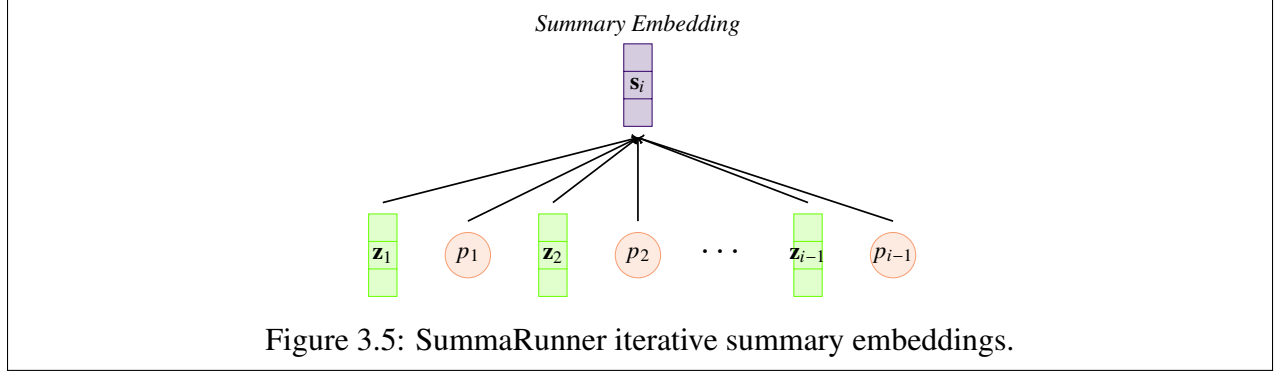 Summary Embedding
s_i
z_1 p_1 z_2 p_2 ··· z_{i−1} p_{i−1}
Figure 3.5: SummaRunner iterative summary embeddings.